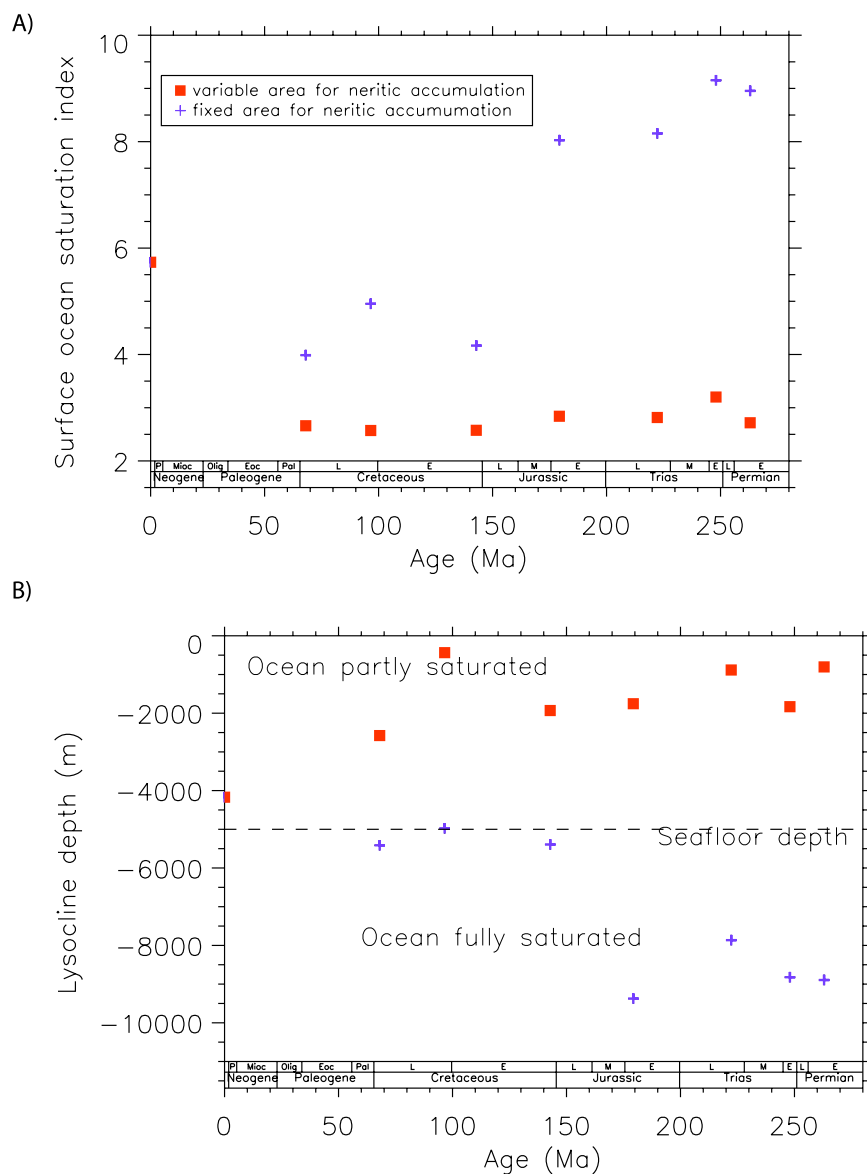 A)
10
8
6
4
2
Surface ocean saturation index
variable area for neritic accumulation
fixed area for neritic accumumation
P Mioc Olig Eoc Pal L E L M E L M E L E
Neogene Paleogene Cretaceous Jurassic Trias Permian
0 50 100 150 200 250
Age (Ma)
B)
0
−2000
−4000
−6000
−8000
−10000
Lysocline depth (m)
Ocean partly saturated
Seafloor depth
Ocean fully saturated
P Mioc Olig Eoc Pal L E L M E L M E L E
Neogene Paleogene Cretaceous Jurassic Trias Permian
0 50 100 150 200 250
Age (Ma)